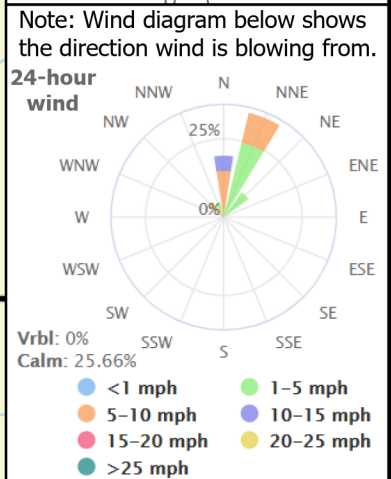 Note: Wind diagram below shows
the direction wind is blowing from.
24-hour
wind
N
NNW
NNE
NW
NE
25%
WNW
ENE
0%
W
E
WSW
ESE
SW
SE
Vrbl: 0%
SSW
SSE
S
Calm: 25.66%
<1 mph
1-5 mph
5-10 mph
10-15 mph
15-20 mph
20-25 mph
>25 mph